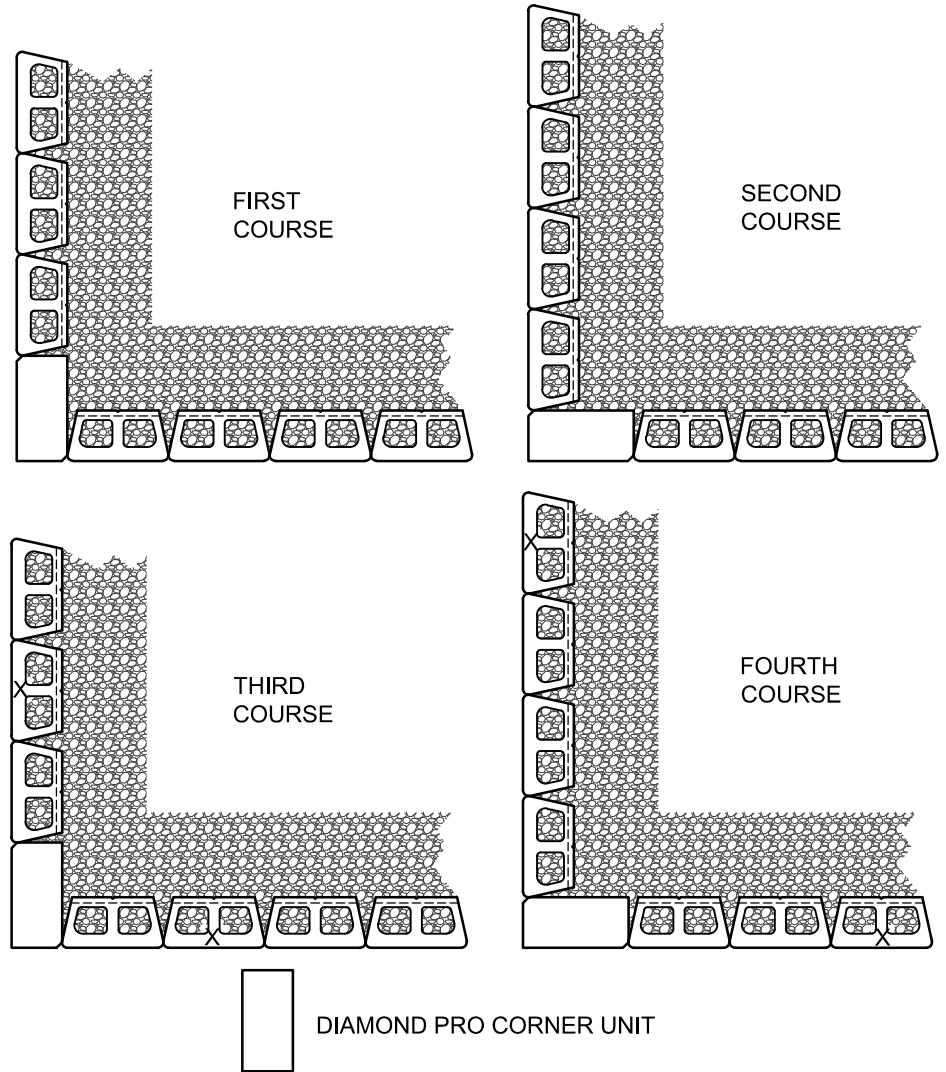 FIRST
COURSE
SECOND
COURSE
X
X
THIRD
COURSE
FOURTH
COURSE
X
X
DIAMOND PRO CORNER UNIT